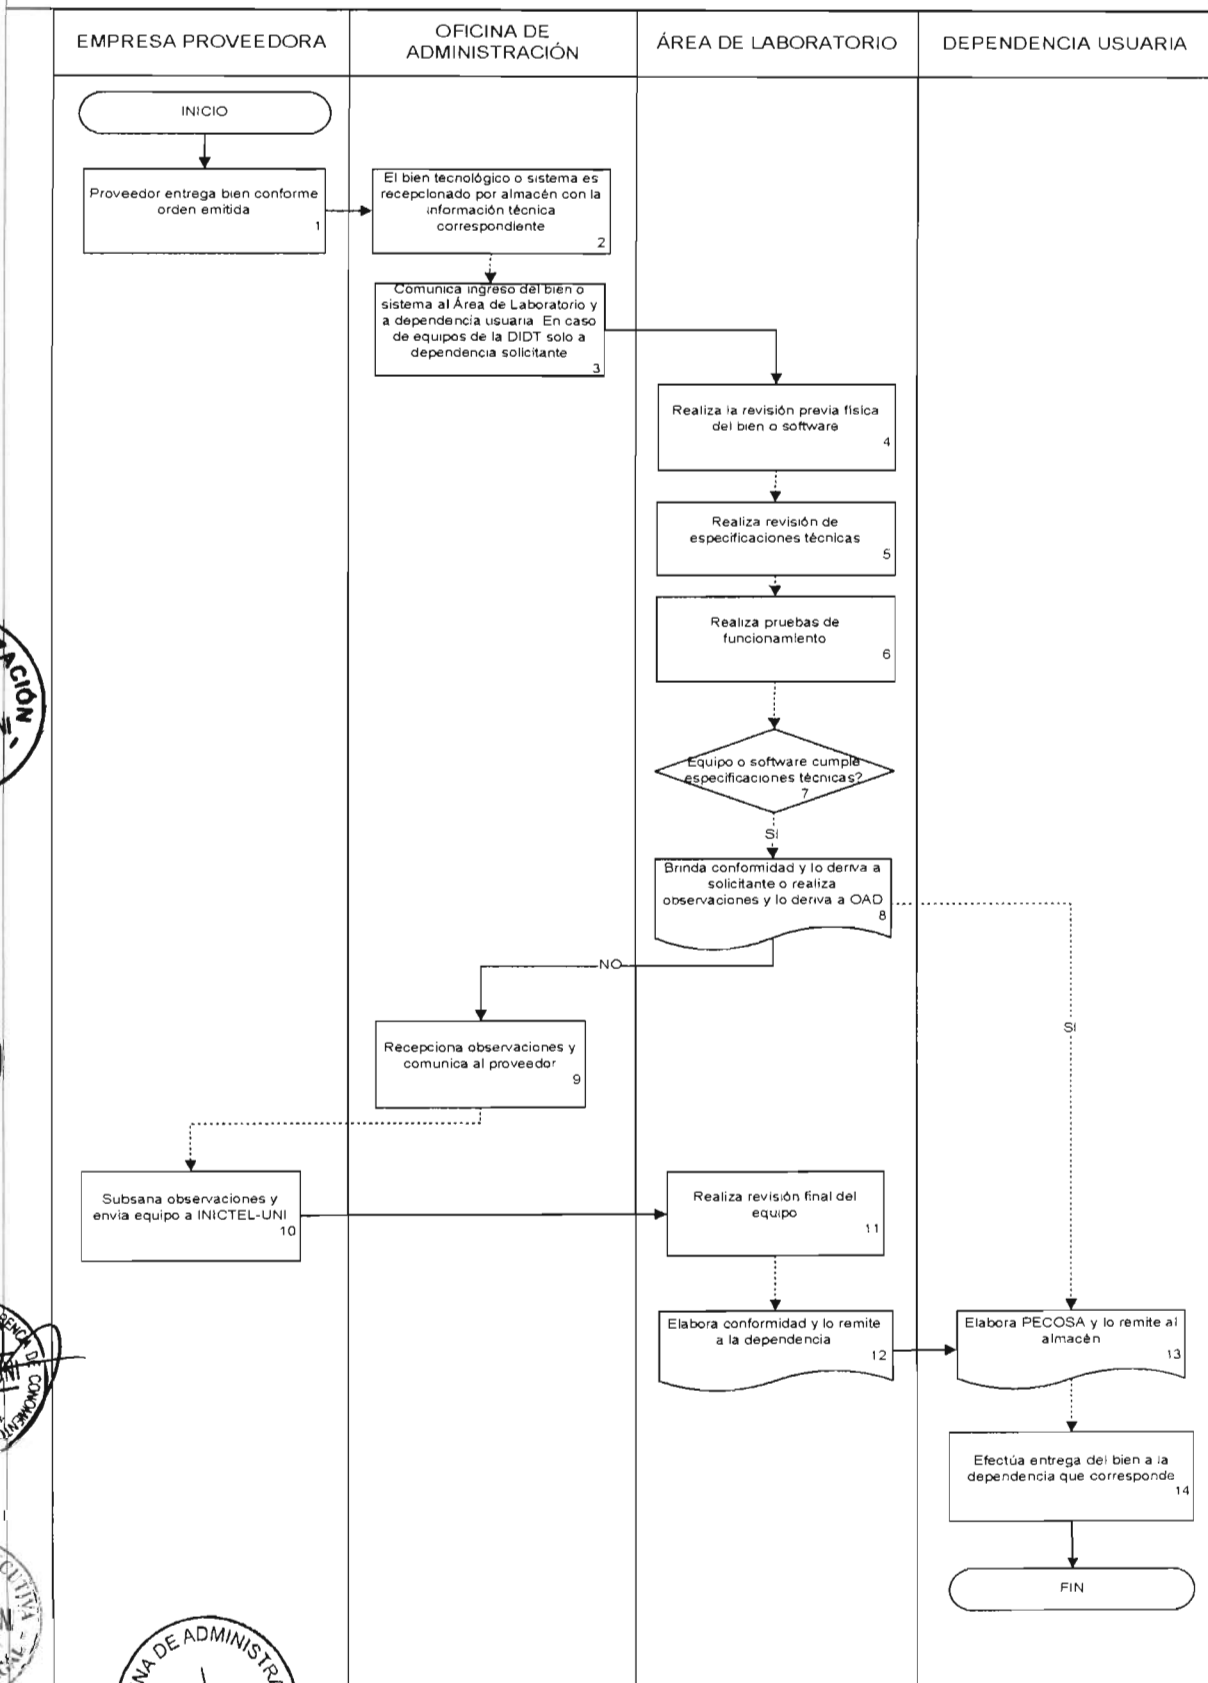 EMPRESA PROVEEDORA
OFICINA DE
ADMINISTRACIÓN
ÁREA DE LABORATORIO
DEPENDENCIA USUARIA
INICIO
Proveedor entrega bien conforme
orden emitida
1
El bien tecnológico o sistema es
recepcionado por almacén con la
información técnica
correspondiente
2
Comunica ingreso del bien o
sistema al Área de Laboratorio y
a dependencia usuaria En caso
de equipos de la DIDT solo a
dependencia solicitante
3
Realiza la revisión previa física
del bien o software
4
Realiza revisión de
especificaciones técnicas
5
Realiza pruebas de
funcionamiento
6
Equipo o software cumple
especificaciones técnicas?
7
SI
Brinda conformidad y lo deriva a
solicitante o realiza
observaciones y lo deriva a OAD
8
NO
SI
Recepciona observaciones y
comunica al proveedor
9
Subsana observaciones y
envia equipo a INICTEL-UNI
10
Realiza revisión final del
equipo
11
Elabora conformidad y lo remite
a la dependencia
12
Elabora PECOSA y lo remite al
almacén
13
Efectúa entrega del bien a la
dependencia que corresponde
14
FIN
DE ADMINISTRA